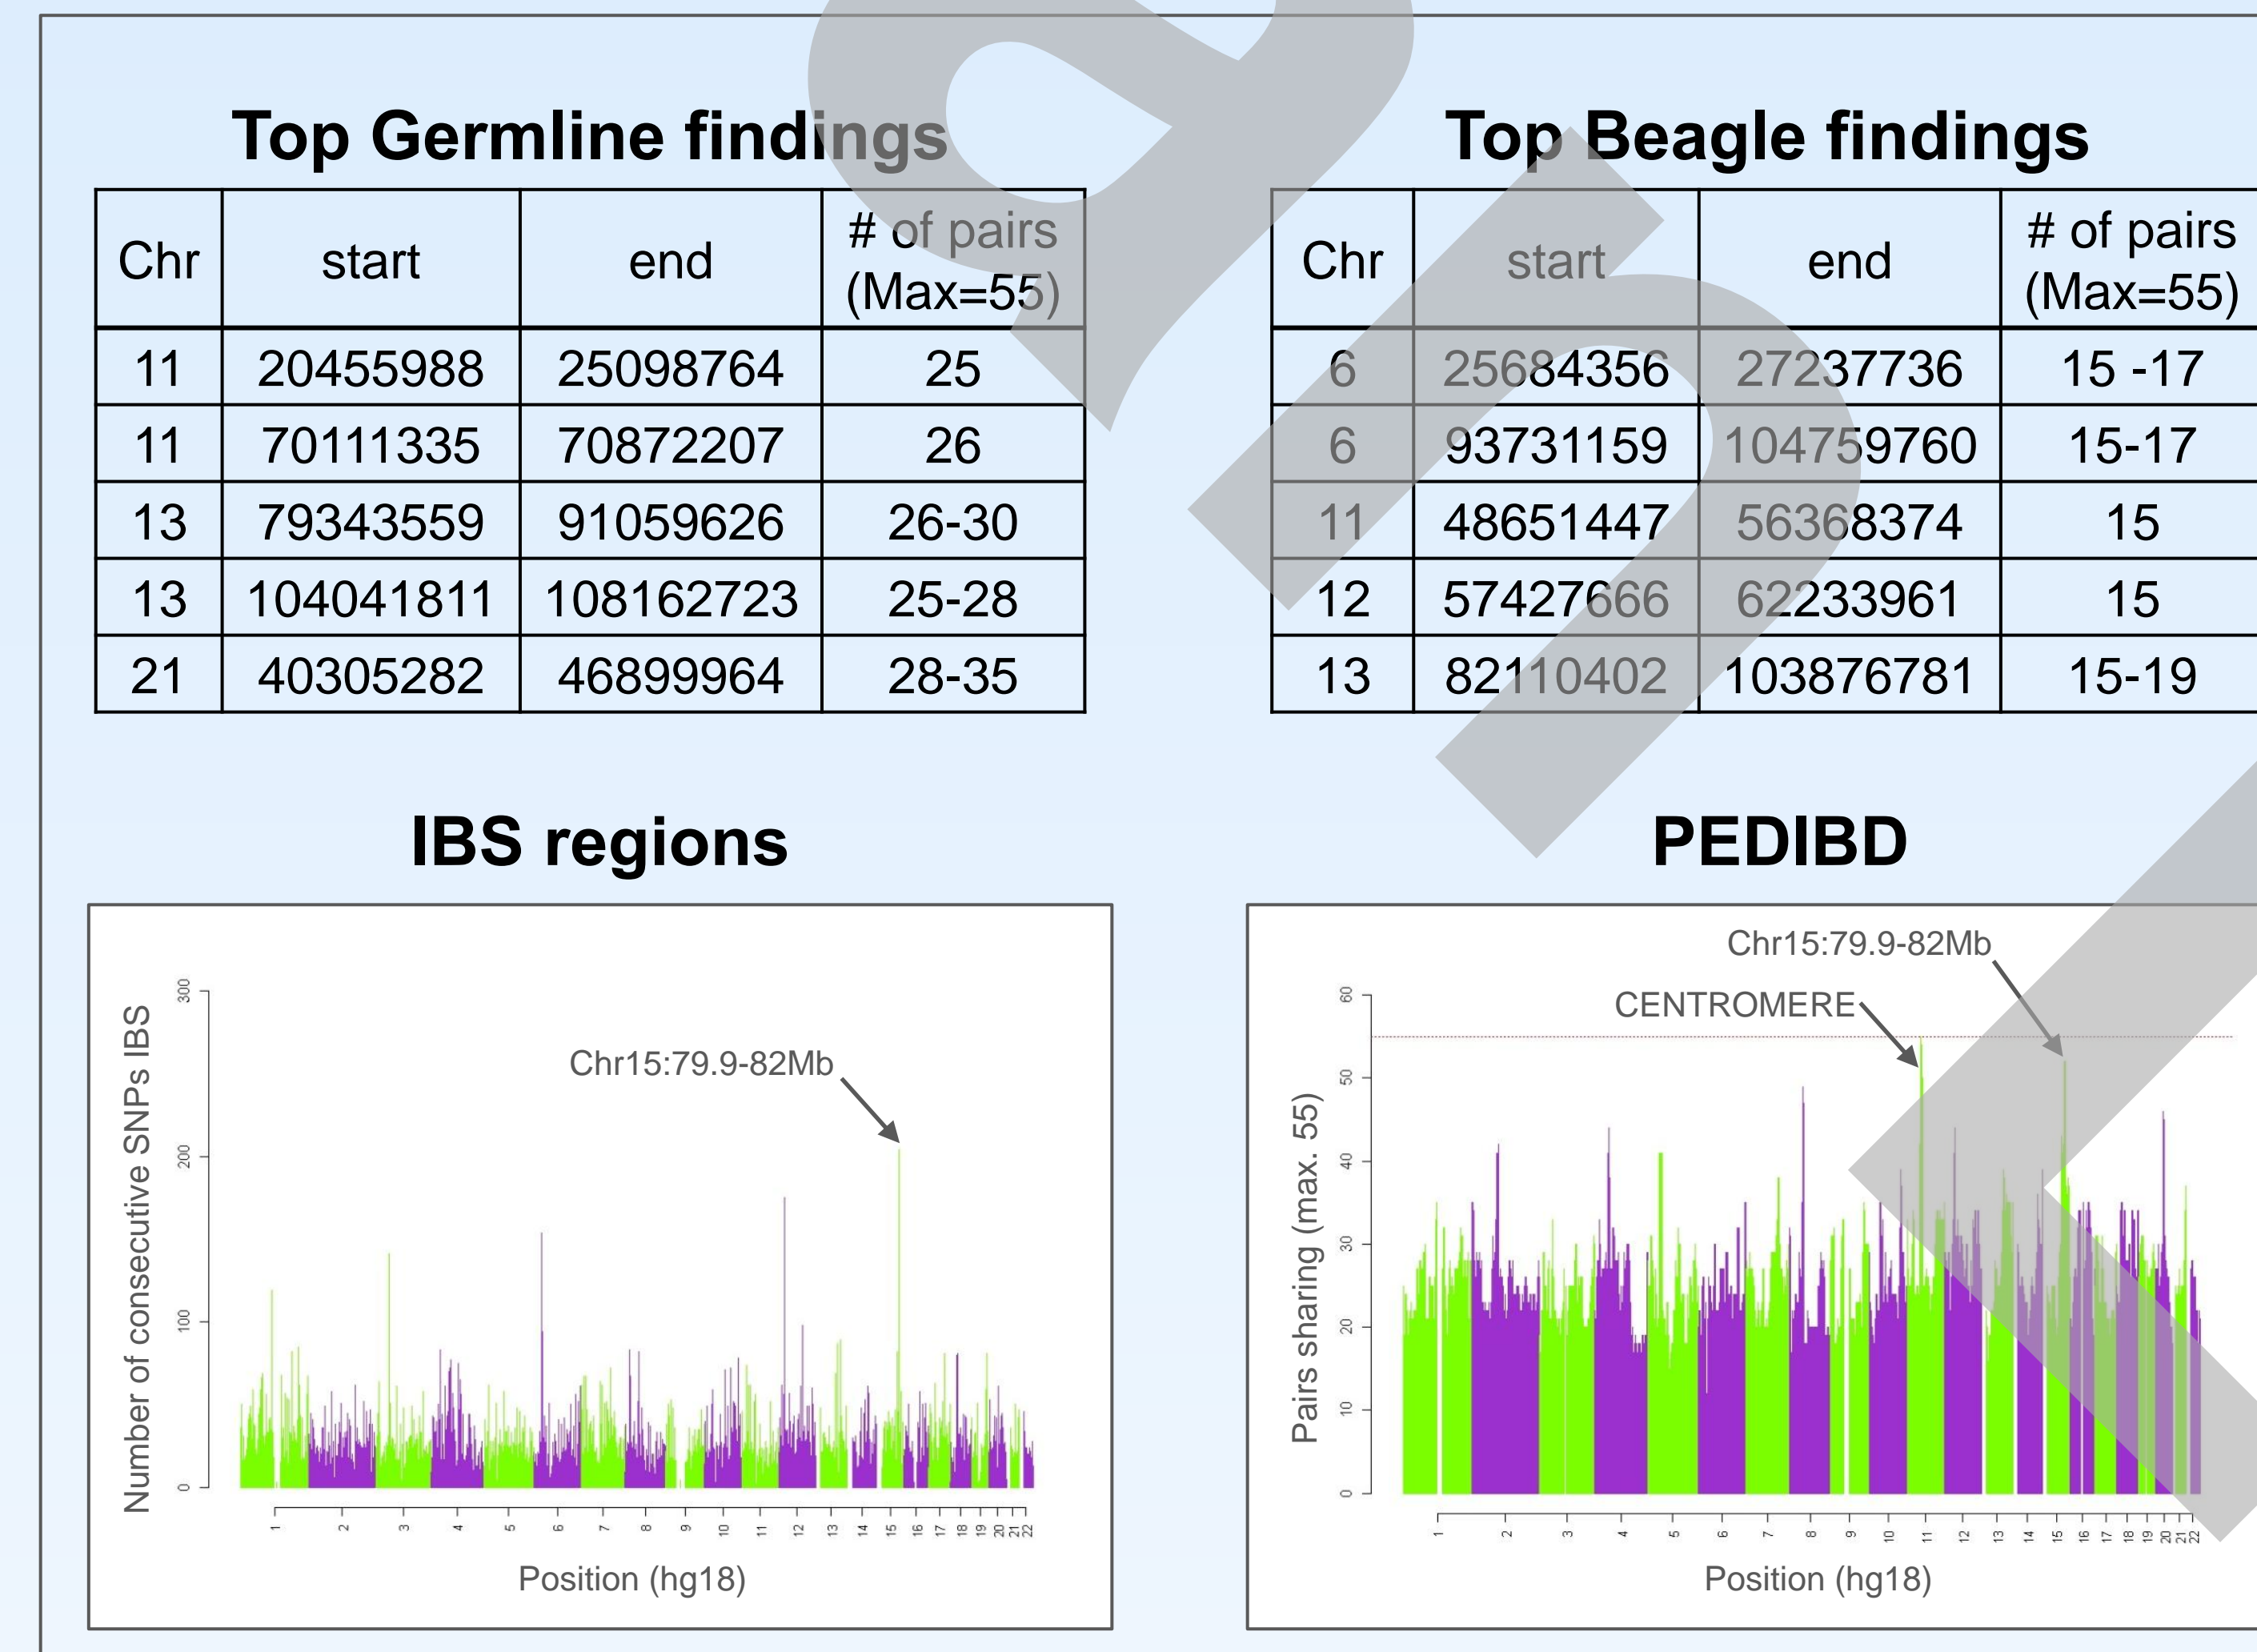 Top Germline findings
Chr start end # of pairs (Max=55)
11 20455988 25098764 25
11 70111335 70872207 26
13 79343559 91059626 26-30
13 104041811 108162723 25-28
21 40305282 46899964 28-35
Top Beagle findings
Chr start end # of pairs (Max=55)
6 25684356 27237736 15 -17
6 93731159 104759760 15-17
11 48651447 56368374 15
12 57427666 62233961 15
13 82110402 103876781 15-19
IBS regions
Number of consecutive SNPs IBS
300
200
100
0
Chr15:79.9-82Mb
1 2 3 4 5 6 7 8 9 10 11 12 13 14 15 16 17 18 19 20 21 22
Position (hg18)
PEDIBD
Chr15:79.9-82Mb
CENTROMERE
Pairs sharing (max. 55)
60
50
40
30
20
10
0
1 2 3 4 5 6 7 8 9 10 11 12 13 14 15 16 17 18 19 20 21 22
Position (hg18)